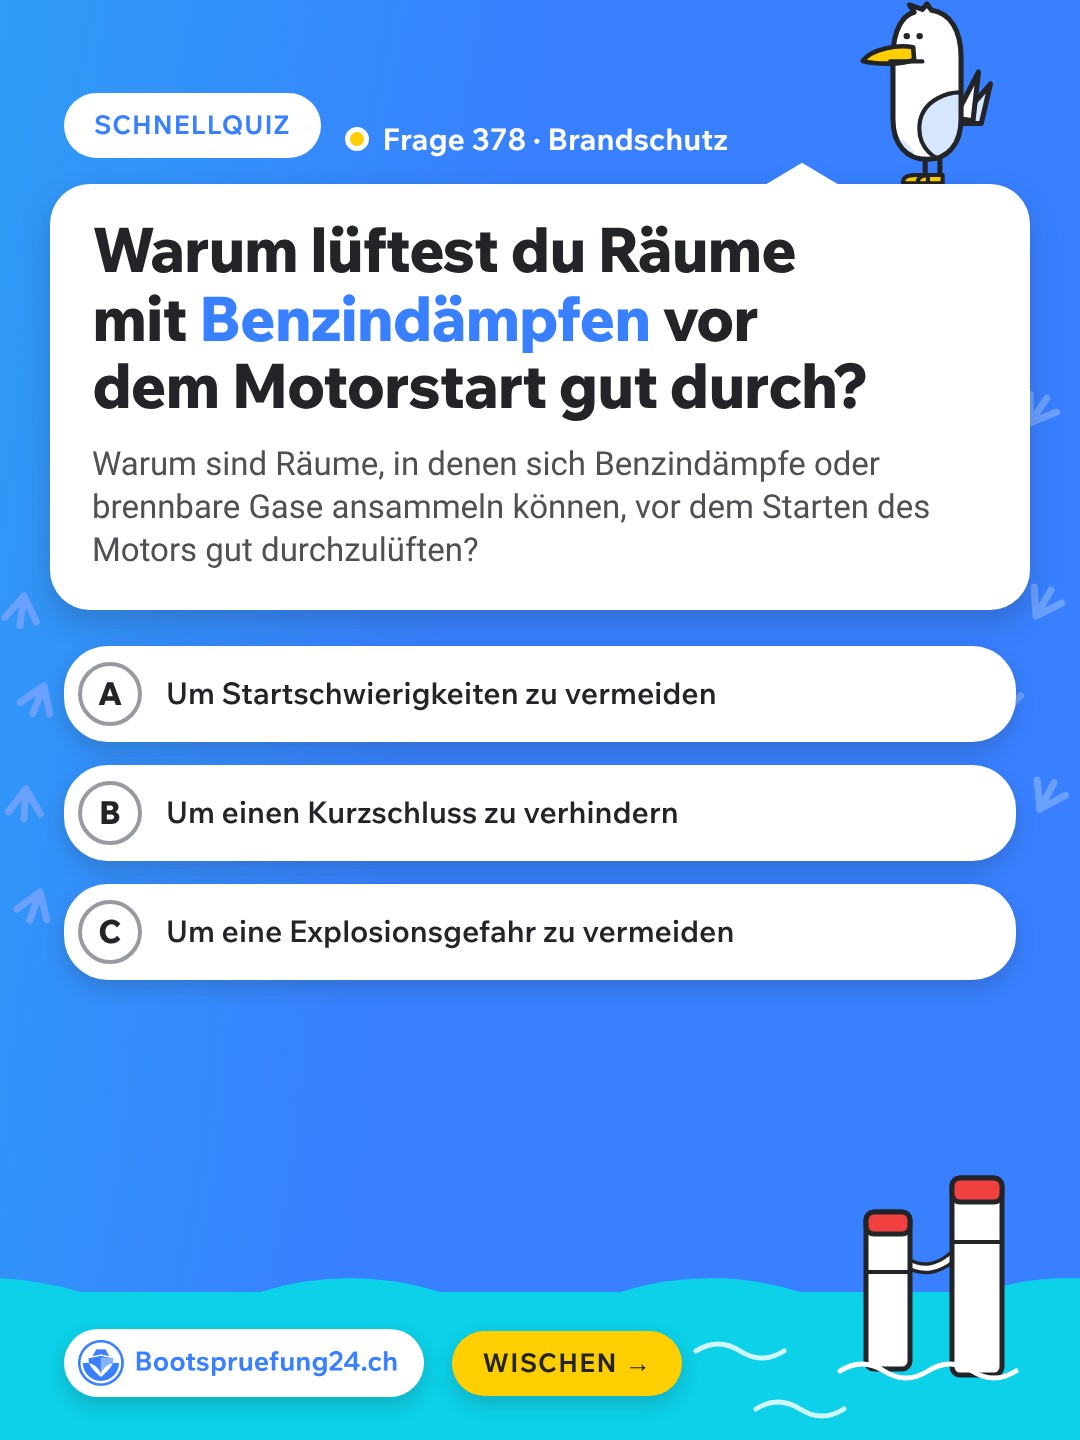 SCHNELLQUIZ
Frage 378 · Brandschutz
Warum lüftest du Räume
mit Benzindämpfen vor
dem Motorstart gut durch?
Warum sind Räume, in denen sich Benzindämpfe oder
brennbare Gase ansammeln können, vor dem Starten des
Motors gut durchzulüften?
A Um Startschwierigkeiten zu vermeiden
B Um einen Kurzschluss zu verhindern
C Um eine Explosionsgefahr zu vermeiden
Bootspruefung24.ch
WISCHEN →